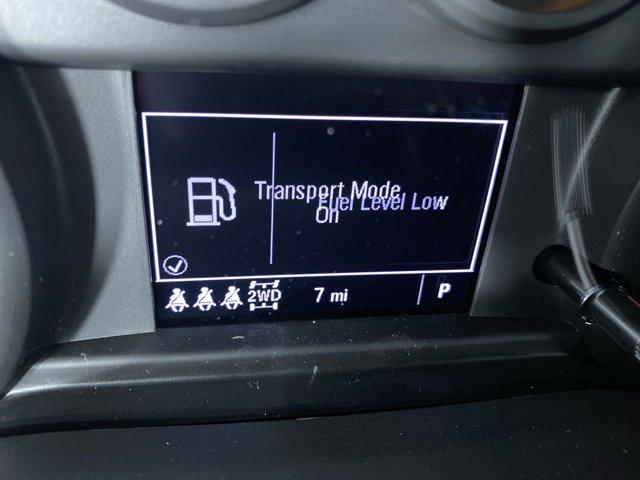 Transport Mode
On
Fuel Level Low
2WD
7 mi
P